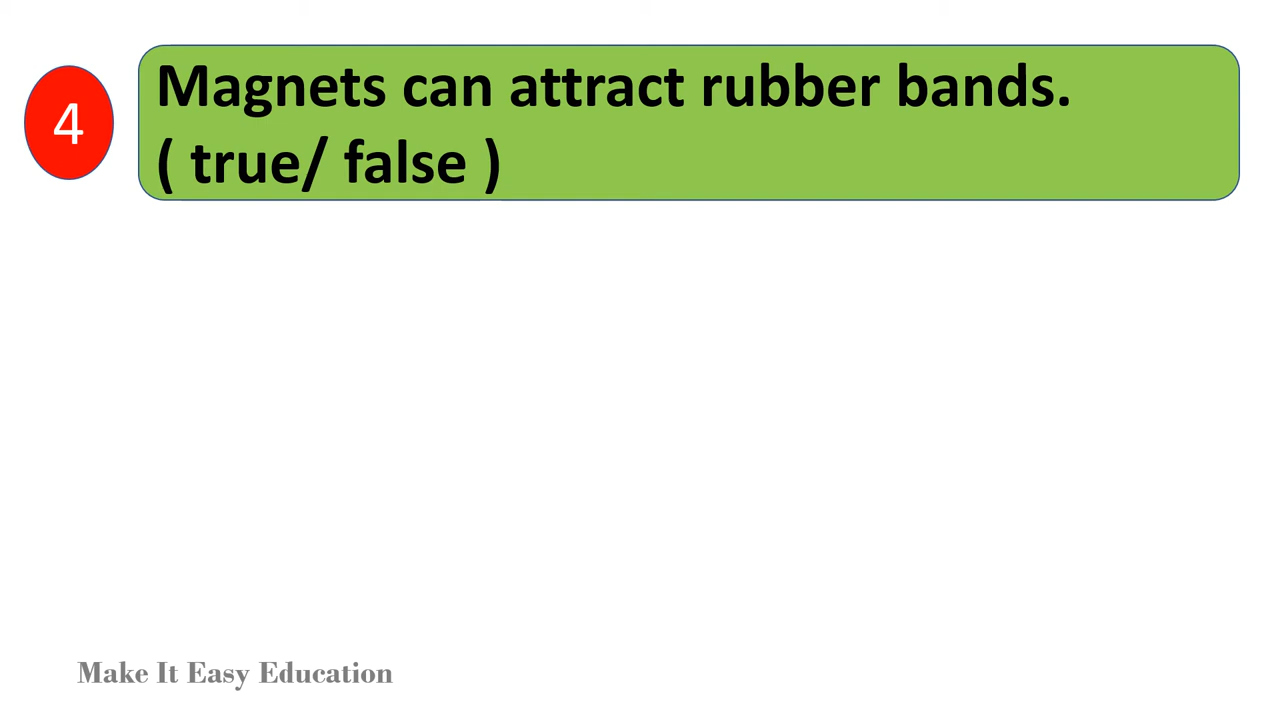 4
Magnets can attract rubber bands.
( true/ false )
Make It Easy Education